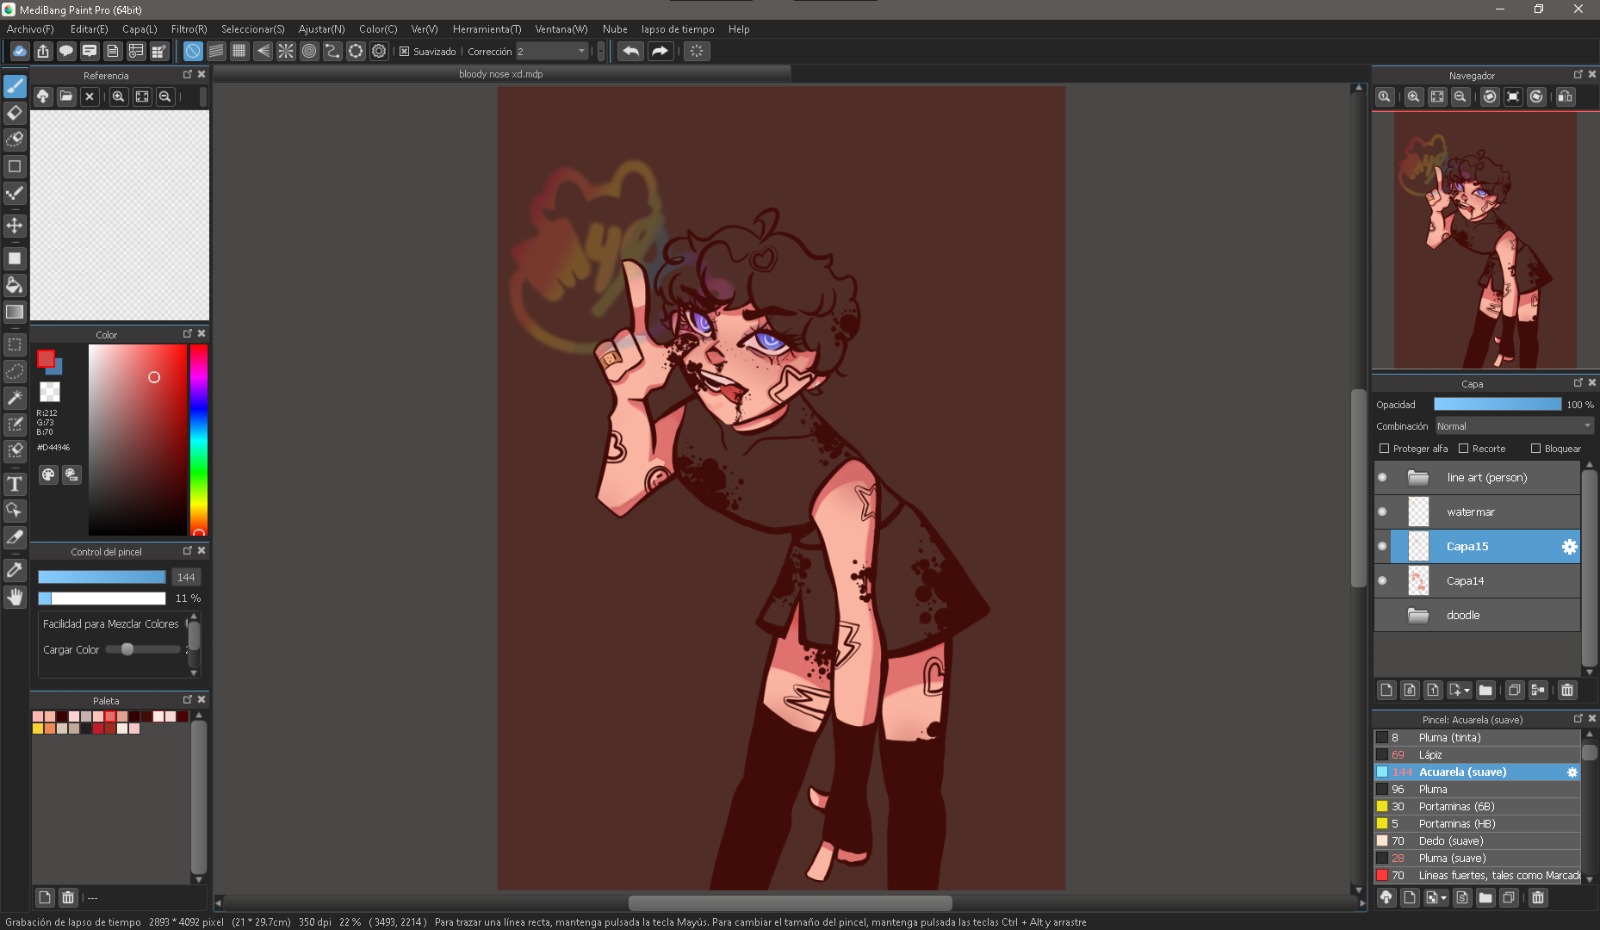 MediBang Paint Pro (64bit)
Archivo(F) Editar(E) Capa(L) Filtro(R) Seleccionar(S) Ajustar(N) Color(C) Ver(V) Herramienta(T) Ventana(W) Nube lapso de tiempo Help
Suavizado Corrección 2
bloody nose xd.mdp
Referencia
Color
R:212
G:73
B:70
#D44946
Control del pincel
144
11 %
Facilidad para Mezclar Colores
Cargar Color
Paleta
---
Navegador
Capa
Opacidad 100 %
Combinación Normal
Proteger alfa Recorte Bloquear
line art (person)
watermar
Capa15
Capa14
doodle
Pincel: Acuarela (suave)
8 Pluma (tinta)
69 Lápiz
144 Acuarela (suave)
96 Pluma
30 Portaminas (6B)
5 Portaminas (HB)
70 Dedo (suave)
28 Pluma (suave)
70 Líneas fuertes, tales como Marcado
Grabación de lapso de tiempo 2893 * 4092 pixel (21 * 29.7cm) 350 dpi 22 % ( 3493, 2214 ) Para trazar una línea recta, mantenga pulsada la tecla Mayús. Para cambiar el tamaño del pincel, mantenga pulsadas las teclas Ctrl + Alt y arrastre